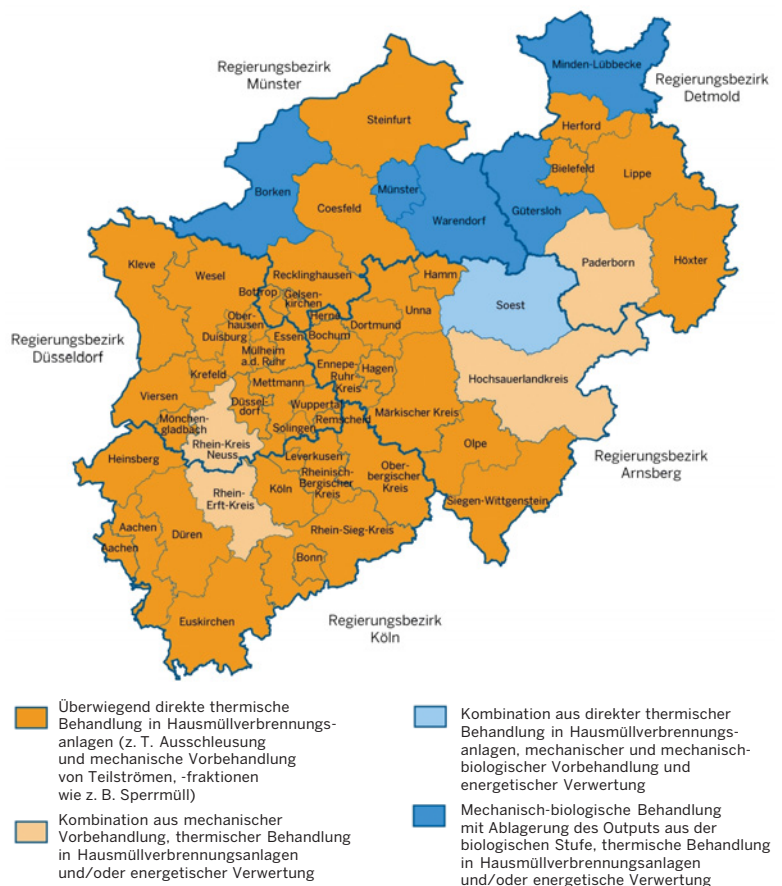 Regierungsbezirk
Münster
Minden-Lübbecke
Regierungsbezirk
Detmold
Steinfurt
Herford
Bielefeld
Lippe
Borken
Münster
Coesfeld
Warendorf
Gütersloh
Kleve
Wesel
Recklinghausen
Hamm
Paderborn
Höxter
Bottrop
Gelsen-
kirchen
Unna
Soest
Ober-
hausen
Herne
Dortmund
Regierungsbezirk
Düsseldorf
Duisburg
Essen
Bochum
Mülheim
a.d. Ruhr
Ennepe-
Ruhr
Kreis
Hagen
Krefeld
Mettmann
Hochsauerlandkreis
Viersen
Düssel-
dorf
Wuppertal
Märkischer Kreis
Mönchen-
gladbach
Remscheid
Solingen
Rhein-Kreis
Neuss
Olpe
Regierungsbezirk
Arnsberg
Heinsberg
Leverkusen
Rheinisch-
Bergischer
Kreis
Ober-
bergischer
Kreis
Köln
Rhein-
Erft-Kreis
Siegen-Wittgenstein
Aachen
Düren
Rhein-Sieg-Kreis
Aachen
Bonn
Euskirchen
Regierungsbezirk
Köln
Überwiegend direkte thermische
Behandlung in Hausmüllverbrennungs-
anlagen (z. T. Ausschleusung
und mechanische Vorbehandlung
von Teilströmen, -fraktionen
wie z. B. Sperrmüll)
Kombination aus mechanischer
Vorbehandlung, thermischer Behandlung
in Hausmüllverbrennungsanlagen
und/oder energetischer Verwertung
Kombination aus direkter thermischer
Behandlung in Hausmüllverbrennungs-
anlagen, mechanischer und mechanisch-
biologischer Vorbehandlung und
energetischer Verwertung
Mechanisch-biologische Behandlung
mit Ablagerung des Outputs aus der
biologischen Stufe, thermische Behandlung
in Hausmüllverbrennungsanlagen
und/oder energetische Verwertung